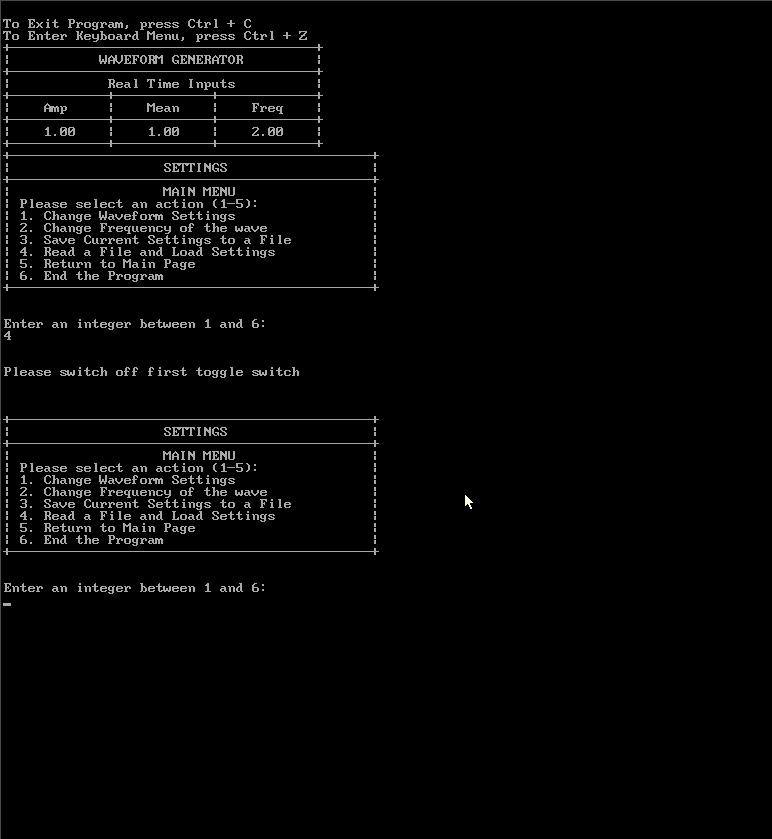 To Exit Program, press Ctrl + C
To Enter Keyboard Menu, press Ctrl + Z
WAVEFORM GENERATOR
Real Time Inputs
Amp Mean Freq
1.00 1.00 2.00
SETTINGS
MAIN MENU
Please select an action (1-5):
1. Change Waveform Settings
2. Change Frequency of the wave
3. Save Current Settings to a File
4. Read a File and Load Settings
5. Return to Main Page
6. End the Program
Enter an integer between 1 and 6:
4
Please switch off first toggle switch
SETTINGS
MAIN MENU
Please select an action (1-5):
1. Change Waveform Settings
2. Change Frequency of the wave
3. Save Current Settings to a File
4. Read a File and Load Settings
5. Return to Main Page
6. End the Program
Enter an integer between 1 and 6: